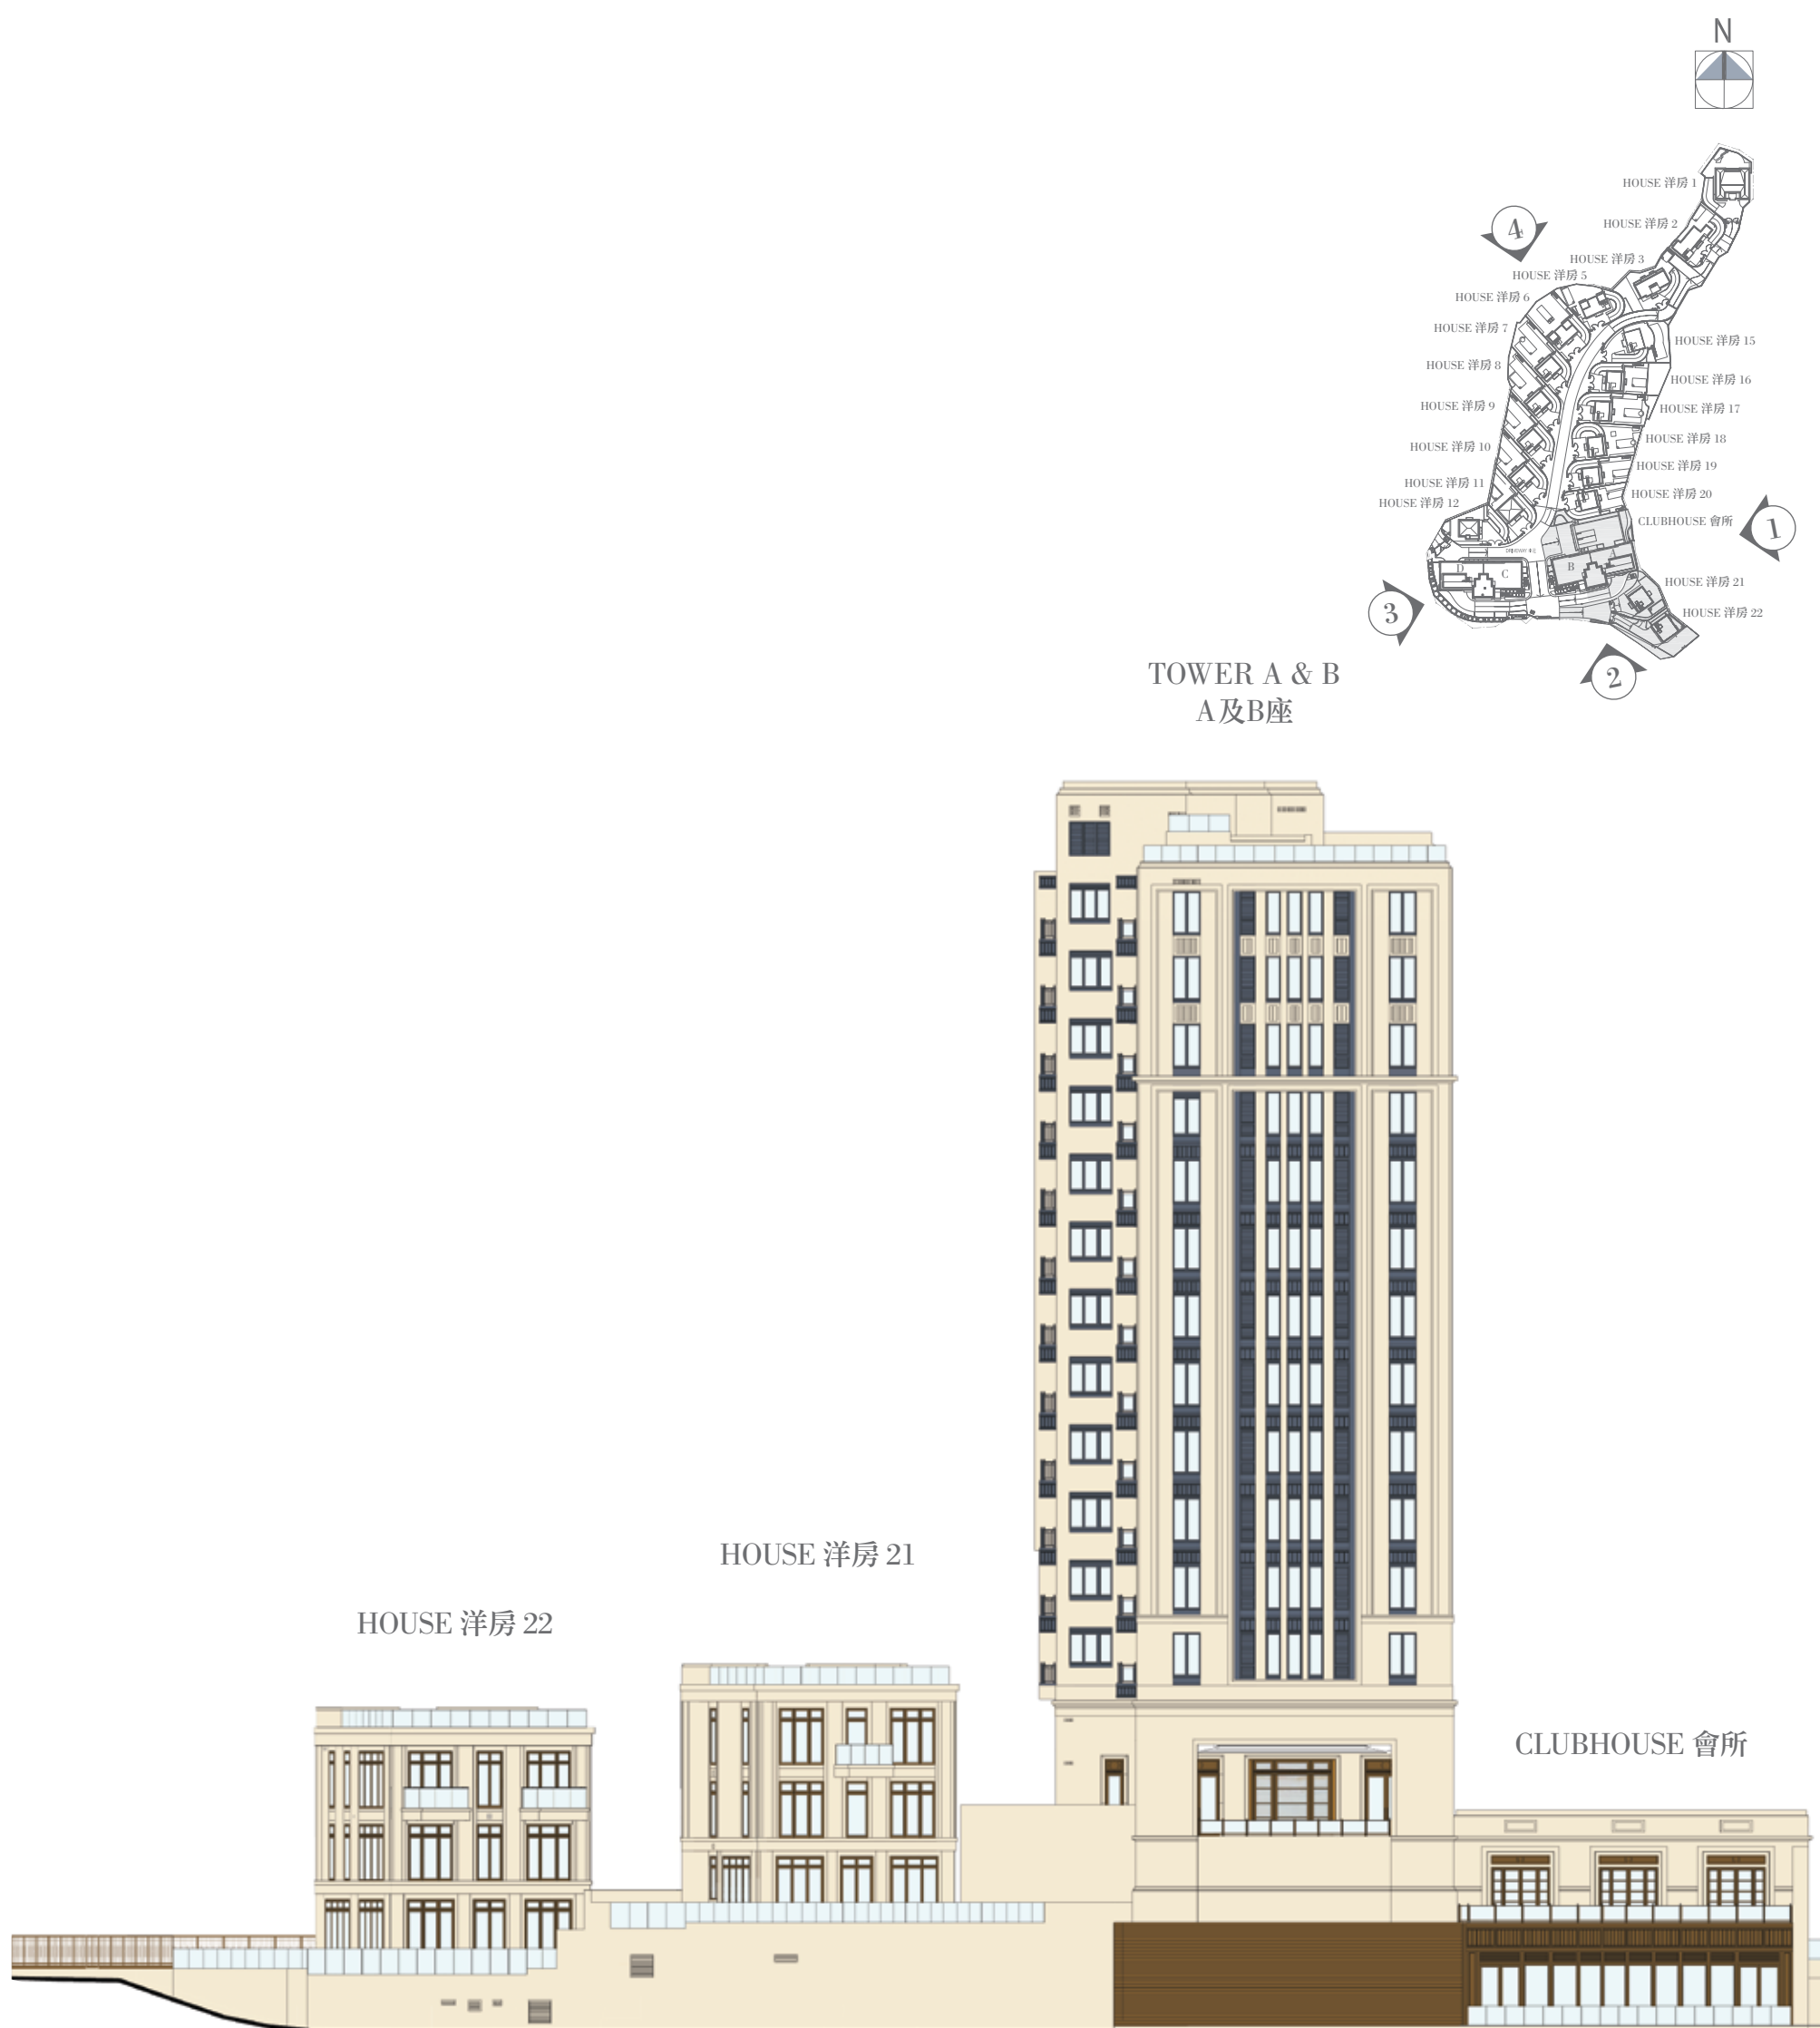 N
HOUSE 洋房 1
HOUSE 洋房 2
4
HOUSE 洋房 3
HOUSE 洋房 5
HOUSE 洋房 6
HOUSE 洋房 7
HOUSE 洋房 15
HOUSE 洋房 8
HOUSE 洋房 16
HOUSE 洋房 9
HOUSE 洋房 17
HOUSE 洋房 18
HOUSE 洋房 10
HOUSE 洋房 19
HOUSE 洋房 11
HOUSE 洋房 20
HOUSE 洋房 12
CLUBHOUSE 會所
1
A
B
D
C
HOUSE 洋房 21
3
HOUSE 洋房 22
2
TOWER A & B
A及B座
HOUSE 洋房 21
HOUSE 洋房 22
CLUBHOUSE 會所